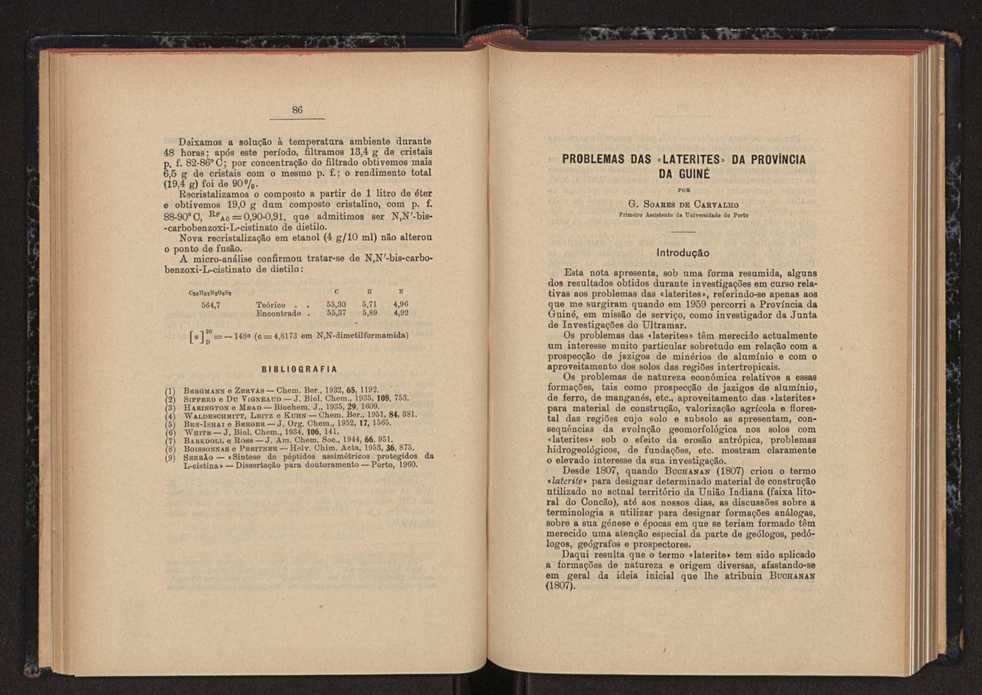 86
Deixamos a solução à temperatura ambiente durante
48 horas; após este período, filtramos 13,4 g de cristais
p. f. 82-86° C; por concentração do filtrado obtivemos mais
6,5 g de cristais com o mesmo p. f.; o rendimento total
(19,4 g) foi de 90 %.
Recristalizamos o composto a partir de 1 litro de éter
e obtivemos 19,0 g dum composto cristalino, com p. f.
88-90° C, RF Ac = 0,90-0,91, que admitimos ser N,N'-bis-
-carbobenzoxi-L-cistinato de dietilo.
Nova recristalização em etanol (4 g/10 ml) não alterou
o ponto de fusão.
A micro-análise confirmou tratar-se de N,N'-bis-carbo-
benzoxi-L-cistinato de dietilo:
C H N
564,7 Teórico . . 55,30 5,71 4,96
Encontrado . 55,37 5,89 4,92
[α]20 D = — 148° (c = 4,8173 em N,N-dimetilformamida)
BIBLIOGRAFIA
(1) BERGMANN e ZERVAS — Chem. Ber., 1932, 65, 1192.
(2) SIFFERD e DU VIGNEAUD — J. Biol. Chem., 1935, 108, 753.
(3) HARINGTON e MEAD — Biochem. J., 1935, 29, 1609.
(4) WALDSCHMITT, LEITZ e KUHN — Chem. Ber., 1951, 84, 381.
(5) BEN-ISHAI e BERGER — J. Org. Chem., 1952, 17, 1565.
(6) WHITE — J. Biol. Chem., 1934, 106, 141.
(7) BARKDOLL e ROSS — J. Am. Chem. Soc., 1944, 66, 951.
(8) BOISSONNAS e PREITNER — Helv. Chim. Acta, 1953, 36, 875.
(9) SERRÃO — «Síntese de péptidos assimétricos protegidos da
L-cistina» — Dissertação para doutoramento — Porto, 1960.
PROBLEMAS DAS «LATERITES» DA PROVÍNCIA
DA GUINÉ
POR
G. SOARES DE CARVALHO
Primeiro Assistente da Universidade do Porto
Introdução
Esta nota apresenta, sob uma forma resumida, alguns
dos resultados obtidos durante investigações em curso rela-
tivas aos problemas das «laterites», referindo-se apenas aos
que me surgiram quando em 1959 percorri a Província da
Guiné, em missão de serviço, como investigador da Junta
de Investigações do Ultramar.
Os problemas das «laterites» têm merecido actualmente
um interesse muito particular sobretudo em relação com a
prospecção de jazigos de minérios de alumínio e com o
aproveitamento dos solos das regiões intertropicais.
Os problemas de natureza económica relativos a essas
formações, tais como prospecção de jazigos de alumínio,
de ferro, de manganés, etc., aproveitamento das «laterites»
para material de construção, valorização agrícola e flores-
tal das regiões cujo solo e subsolo as apresentam, con-
sequências da evolução geomorfológica nos solos com
«laterites» sob o efeito da erosão antrópica, problemas
hidrogeológicos, de fundações, etc. mostram claramente
o elevado interesse da sua investigação.
Desde 1807, quando BUCHANAN (1807) criou o termo
«laterite» para designar determinado material de construção
utilizado no actual território da União Indiana (faixa lito-
ral do Concão), até aos nossos dias, as discussões sobre a
terminologia a utilizar para designar formações análogas,
sobre a sua génese e épocas em que se teriam formado têm
merecido uma atenção especial da parte de geólogos, pedó-
logos, geógrafos e prospectores.
Daqui resulta que o termo «laterite» tem sido aplicado
a formações de natureza e origem diversas, afastando-se
em geral da ideia inicial que lhe atribuiu BUCHANAN
(1807).